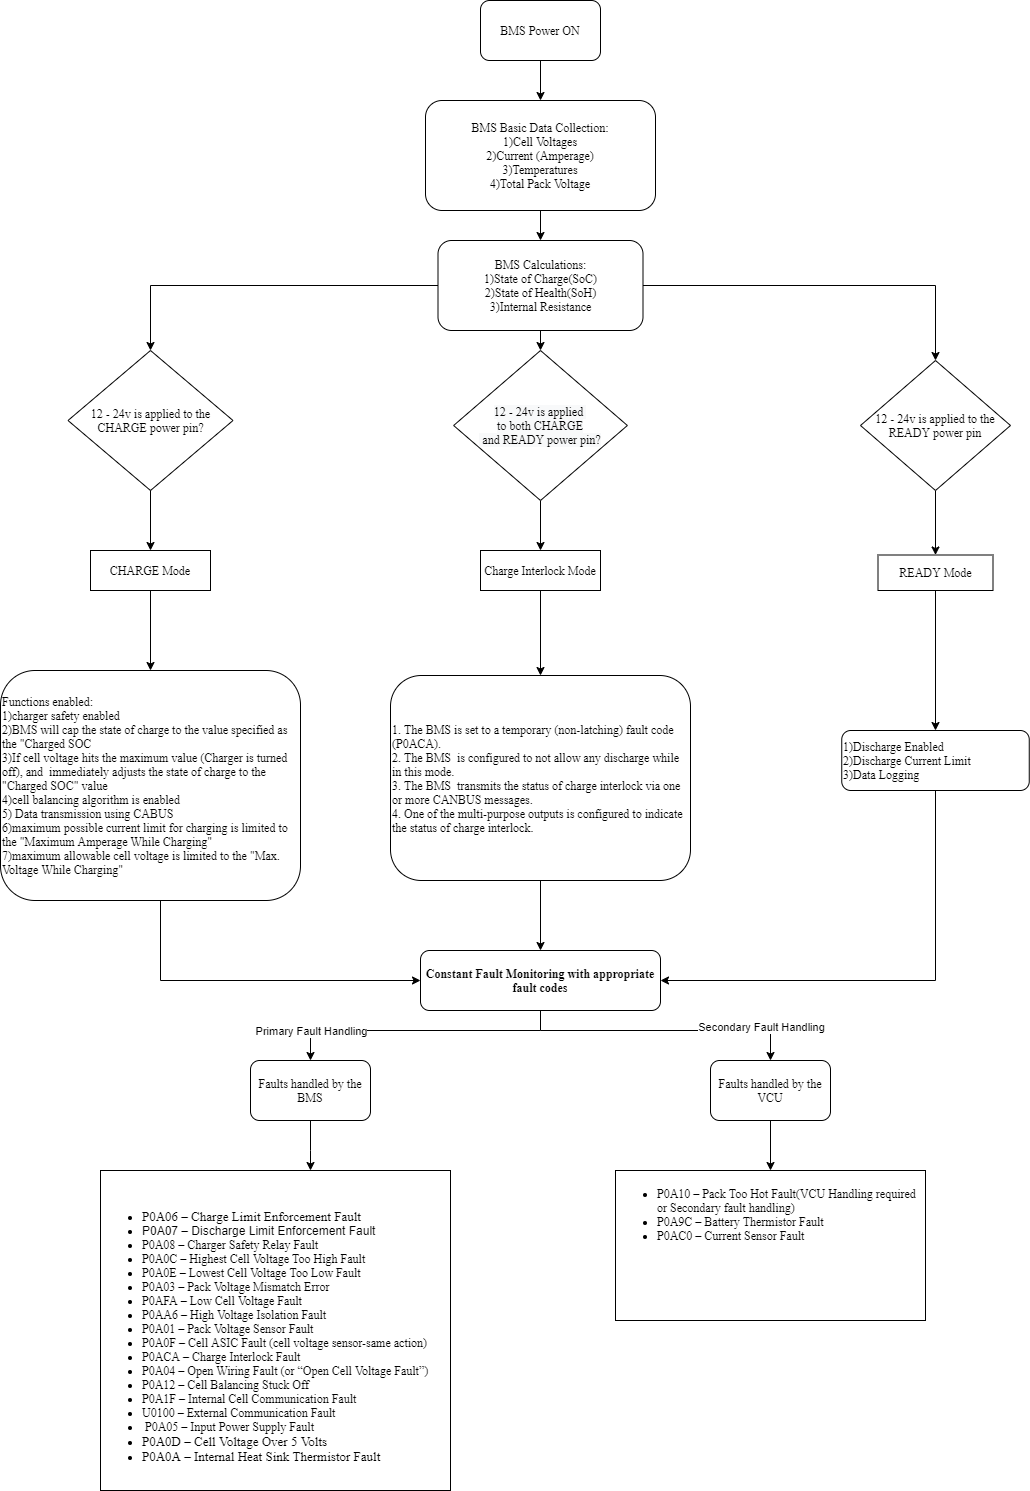 BMS Power ON
BMS Basic Data Collection:
1)Cell Voltages
2)Current (Amperage)
3)Temperatures
4)Total Pack Voltage
BMS Calculations:
1)State of Charge(SoC)
2)State of Health(SoH)
3)Internal Resistance
12 - 24v is applied to the
CHARGE power pin?
12 - 24v is applied
to both CHARGE
and READY power pin?
12 - 24v is applied to the
READY power pin
CHARGE Mode
Charge Interlock Mode
READY Mode
Functions enabled:
1)charger safety enabled
2)BMS will cap the state of charge to the value specified as
the "Charged SOC
3)If cell voltage hits the maximum value (Charger is turned
off), and  immediately adjusts the state of charge to the
"Charged SOC" value
4)cell balancing algorithm is enabled
5) Data transmission using CABUS
6)maximum possible current limit for charging is limited to
the "Maximum Amperage While Charging"
7)maximum allowable cell voltage is limited to the "Max.
Voltage While Charging"
1. The BMS is set to a temporary (non-latching) fault code
(P0ACA).
2. The BMS  is configured to not allow any discharge while
in this mode.
3. The BMS  transmits the status of charge interlock via one
or more CANBUS messages.
4. One of the multi-purpose outputs is configured to indicate
the status of charge interlock.
1)Discharge Enabled
2)Discharge Current Limit
3)Data Logging
Constant Fault Monitoring with appropriate
fault codes
Primary Fault Handling
Secondary Fault Handling
Faults handled by the
BMS
Faults handled by the
VCU
• P0A06 – Charge Limit Enforcement Fault
• P0A07 – Discharge Limit Enforcement Fault
• P0A08 – Charger Safety Relay Fault
• P0A0C – Highest Cell Voltage Too High Fault
• P0A0E – Lowest Cell Voltage Too Low Fault
• P0A03 – Pack Voltage Mismatch Error
• P0AFA – Low Cell Voltage Fault
• P0AA6 – High Voltage Isolation Fault
• P0A01 – Pack Voltage Sensor Fault
• P0A0F – Cell ASIC Fault (cell voltage sensor-same action)
• P0ACA – Charge Interlock Fault
• P0A04 – Open Wiring Fault (or “Open Cell Voltage Fault”)
• P0A12 – Cell Balancing Stuck Off
• P0A1F – Internal Cell Communication Fault
• U0100 – External Communication Fault
• P0A05 – Input Power Supply Fault
• P0A0D – Cell Voltage Over 5 Volts
• P0A0A – Internal Heat Sink Thermistor Fault
• P0A10 – Pack Too Hot Fault(VCU Handling required
or Secondary fault handling)
• P0A9C – Battery Thermistor Fault
• P0AC0 – Current Sensor Fault